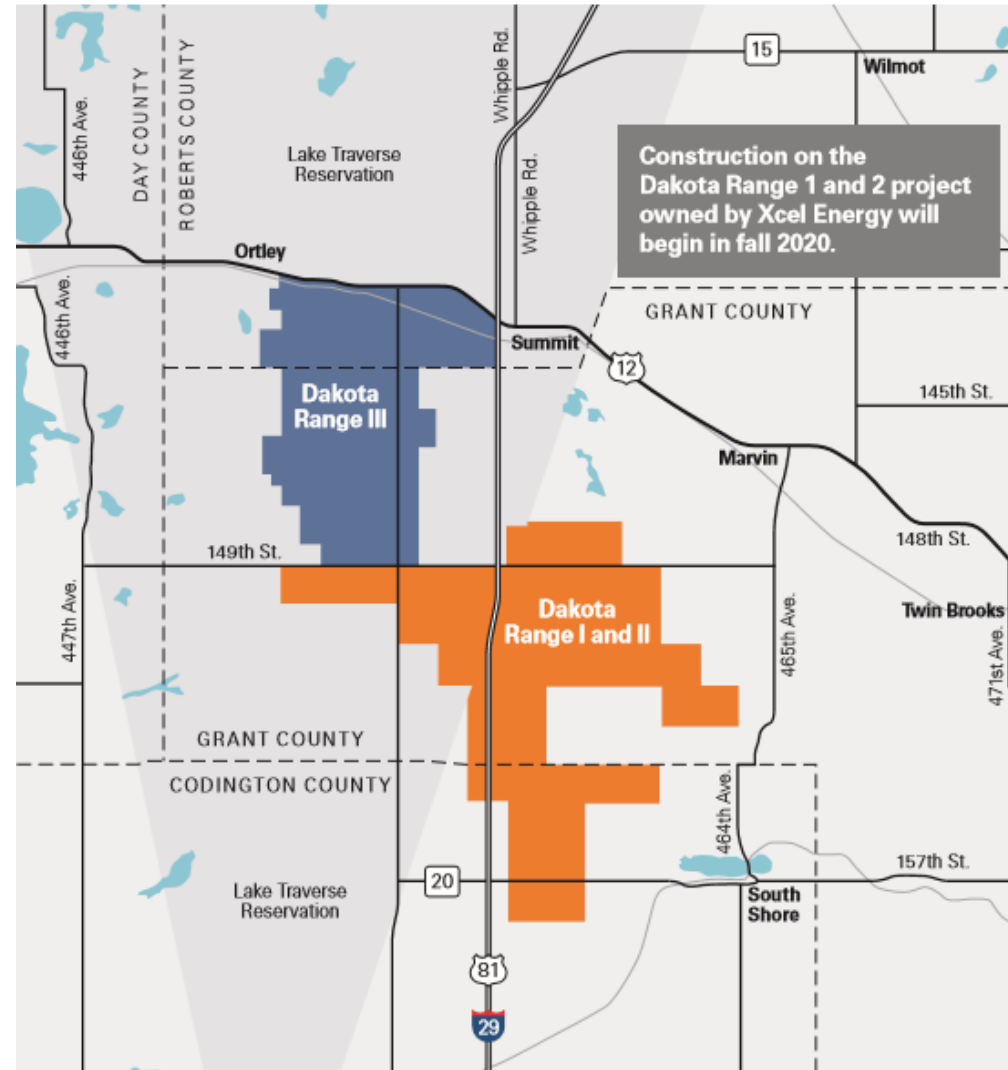 15
Wilmot
Whipple Rd.
446th Ave.
DAY COUNTY
ROBERTS COUNTY
Lake Traverse
Reservation
Construction on the
Dakota Range 1 and 2 project
owned by Xcel Energy will
begin in fall 2020.
Whipple Rd.
Ortley
446th Ave.
GRANT COUNTY
Summit
12
145th St.
Dakota
Range III
Marvin
149th St.
148th St.
Dakota
Range I and II
Twin Brooks
447th Ave.
465th Ave.
471st Ave.
GRANT COUNTY
CODINGTON COUNTY
464th Ave.
157th St.
20
Lake Traverse
Reservation
South
Shore
81
29